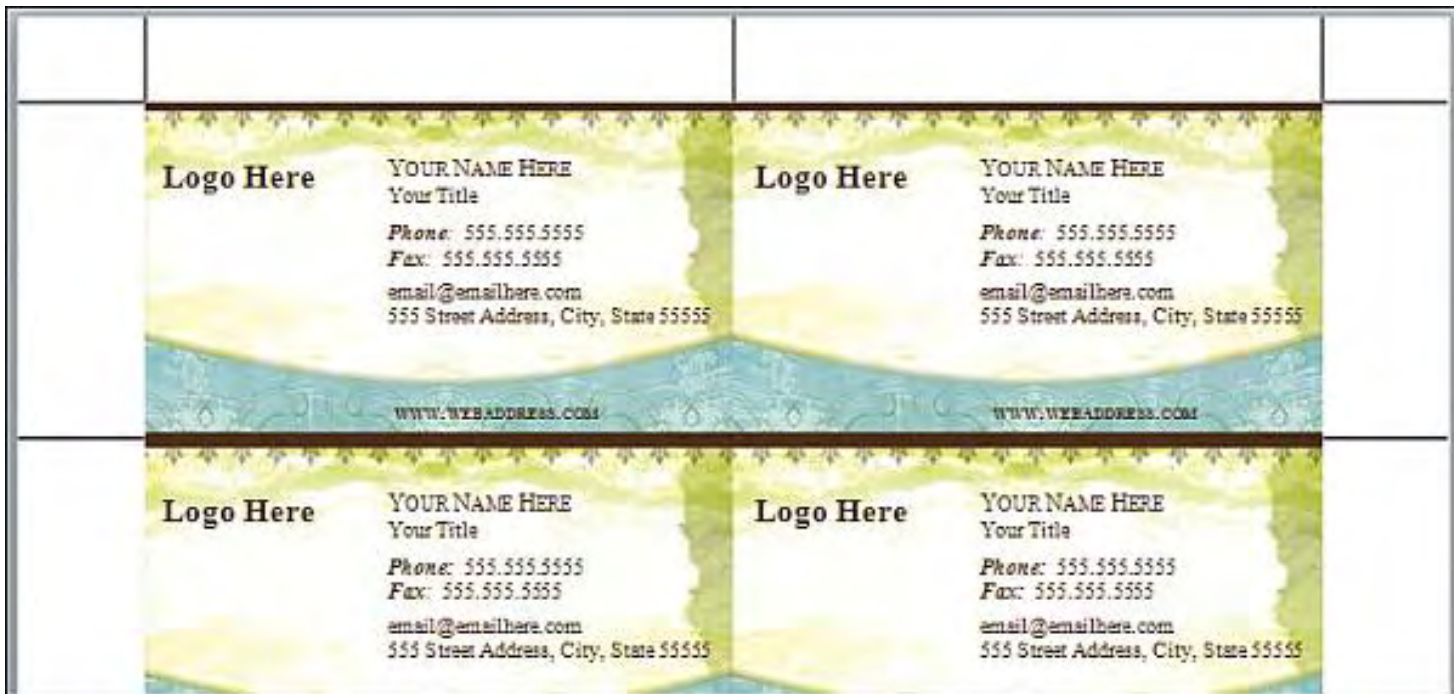 Logo Here
YOUR NAME HERE
Your Title
Phone: 555.555.5555
Fax: 555.555.5555
email@emailhere.com
555 Street Address, City, State 55555
WWW.WEBADDRESS.COM
Logo Here
YOUR NAME HERE
Your Title
Phone: 555.555.5555
Fax: 555.555.5555
email@emailhere.com
555 Street Address, City, State 55555
WWW.WEBADDRESS.COM
Logo Here
YOUR NAME HERE
Your Title
Phone: 555.555.5555
Fax: 555.555.5555
email@emailhere.com
555 Street Address, City, State 55555
Logo Here
YOUR NAME HERE
Your Title
Phone: 555.555.5555
Fax: 555.555.5555
email@emailhere.com
555 Street Address, City, State 55555